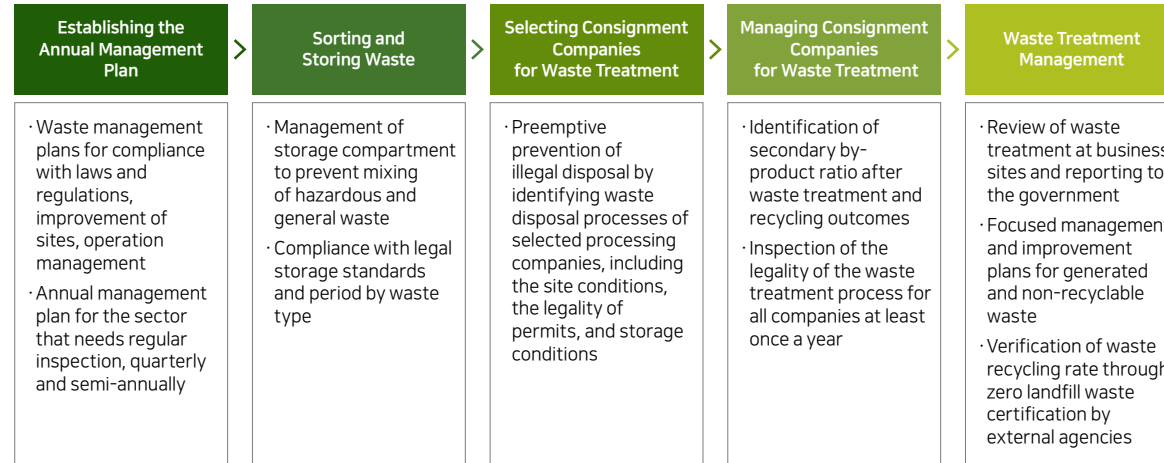 Establishing the
Annual Management
Plan
Sorting and
Storing Waste
Selecting Consignment
Companies
for Waste Treatment
Managing Consignment
Companies
for Waste Treatment
Waste Treatment
Management
· Waste management
plans for compliance
with laws and
regulations,
improvement of
sites, operation
management
· Annual management
plan for the sector
that needs regular
inspection, quarterly
and semi-annually
· Management of
storage compartment
to prevent mixing
of hazardous and
general waste
· Compliance with legal
storage standards
and period by waste
type
· Preemptive
prevention of
illegal disposal by
identifying waste
disposal processes of
selected processing
companies, including
the site conditions,
the legality of
permits, and storage
conditions
· Identification of
secondary by-
product ratio after
waste treatment and
recycling outcomes
· Inspection of the
legality of the waste
treatment process for
all companies at least
once a year
· Review of waste
treatment at business
sites and reporting to
the government
· Focused management
and improvement
plans for generated
and non-recyclable
waste
· Verification of waste
recycling rate through
zero landfill waste
certification by
external agencies